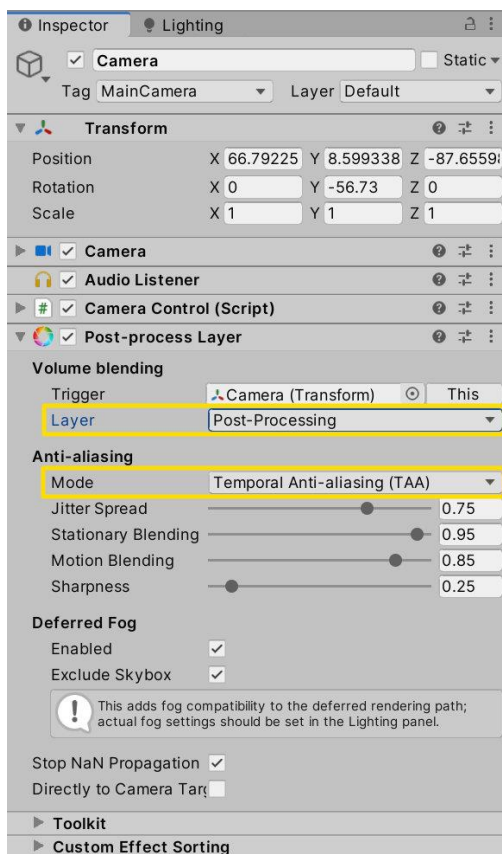 Inspector Lighting
Camera Static
Tag MainCamera Layer Default
Transform
Position X 66.79225 Y 8.599338 Z -87.6559
Rotation X 0 Y -56.73 Z 0
Scale X 1 Y 1 Z 1
Camera
Audio Listener
# Camera Control (Script)
Post-process Layer
Volume blending
Trigger Camera (Transform) This
Layer Post-Processing
Anti-aliasing
Mode Temporal Anti-aliasing (TAA)
Jitter Spread 0.75
Stationary Blending 0.95
Motion Blending 0.85
Sharpness 0.25
Deferred Fog
Enabled
Exclude Skybox
This adds fog compatibility to the deferred rendering path;
actual fog settings should be set in the Lighting panel.
Stop NaN Propagation
Directly to Camera Tar
Toolkit
Custom Effect Sorting